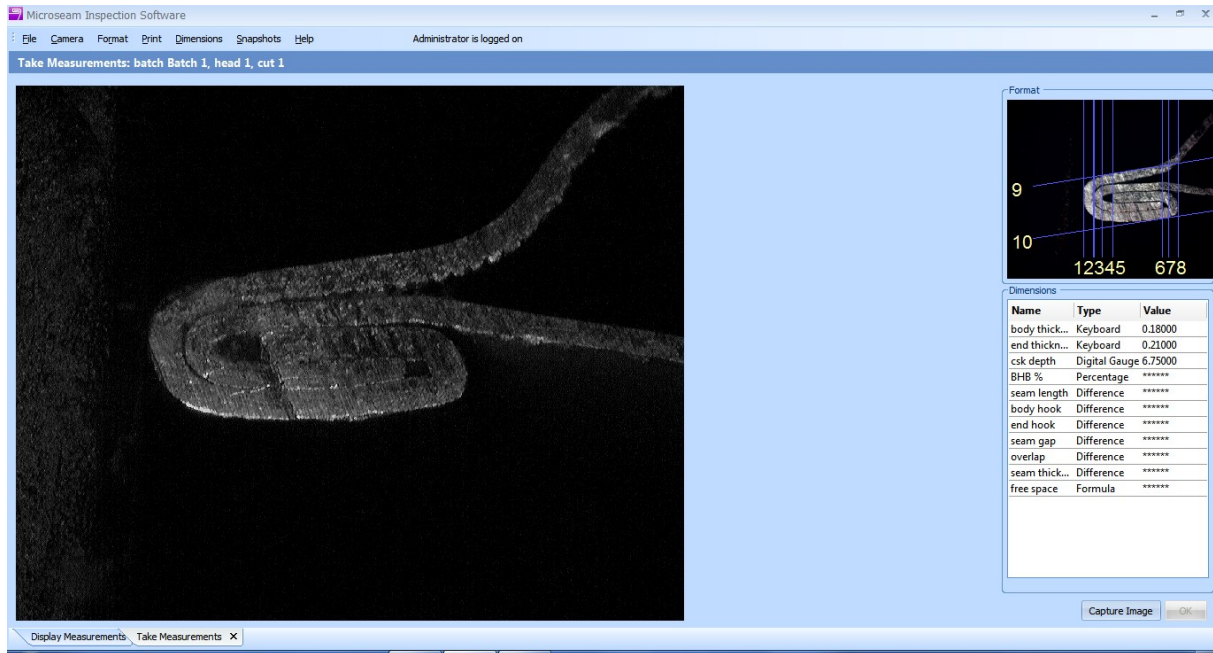 Microseam Inspection Software
File Camera Format Print Dimensions Snapshots Help Administrator is logged on
Take Measurements: batch Batch 1, head 1, cut 1
Format
9
10
12345 678
Dimensions
Name Type Value
body thick... Keyboard 0.18000
end thickn... Keyboard 0.21000
csk depth Digital Gauge 6.75000
BHB % Percentage ******
seam length Difference ******
body hook Difference ******
end hook Difference ******
seam gap Difference ******
overlap Difference ******
seam thick... Difference ******
free space Formula ******
Capture Image OK
Display Measurements Take Measurements X